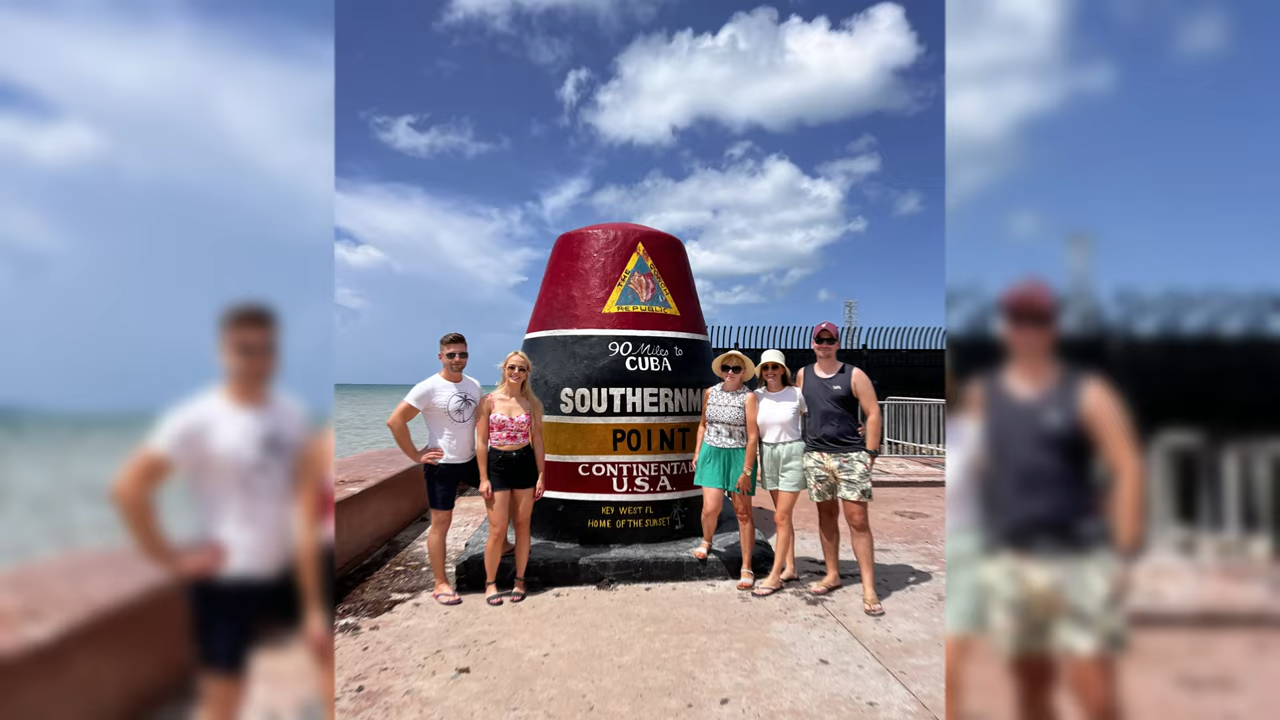 THE CONCH
REPUBLIC
90 Miles to
CUBA
SOUTHERNM
POINT
CONTINENTAL
U.S.A.
KEY WEST FL
HOME OF THE SUNSET